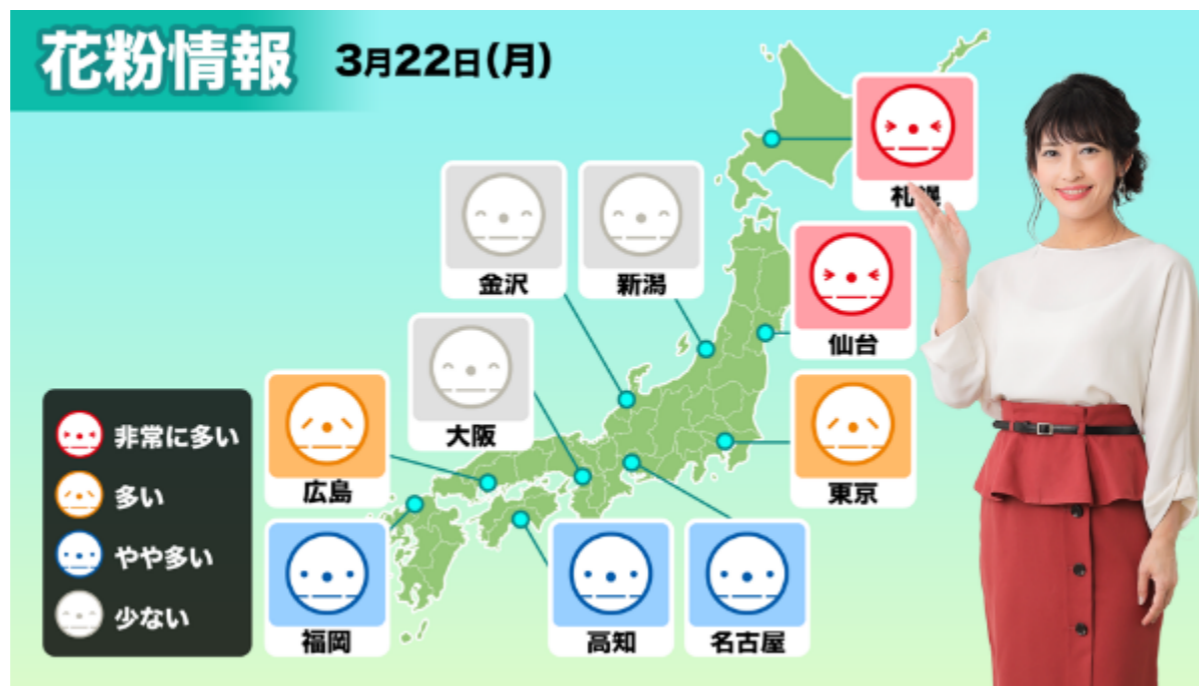 花粉情報
3月22日(月)
札幌
金沢
新潟
仙台
大阪
広島
東京
福岡
高知
名古屋
非常に多い
多い
やや多い
少ない